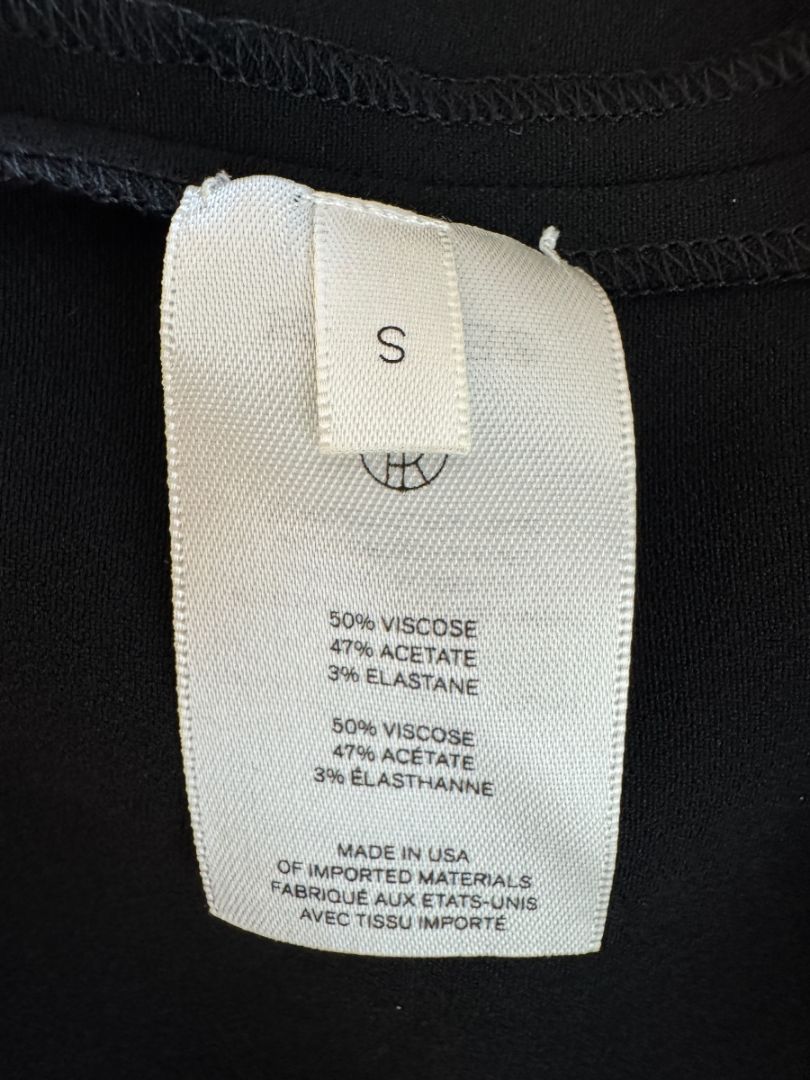 S
50% VISCOSE
47% ACETATE
3% ELASTANE
50% VISCOSE
47% ACÉTATE
3% ÉLASTHANNE
MADE IN USA
OF IMPORTED MATERIALS
FABRIQUÉ AUX ETATS-UNIS
AVEC TISSU IMPORTÉ